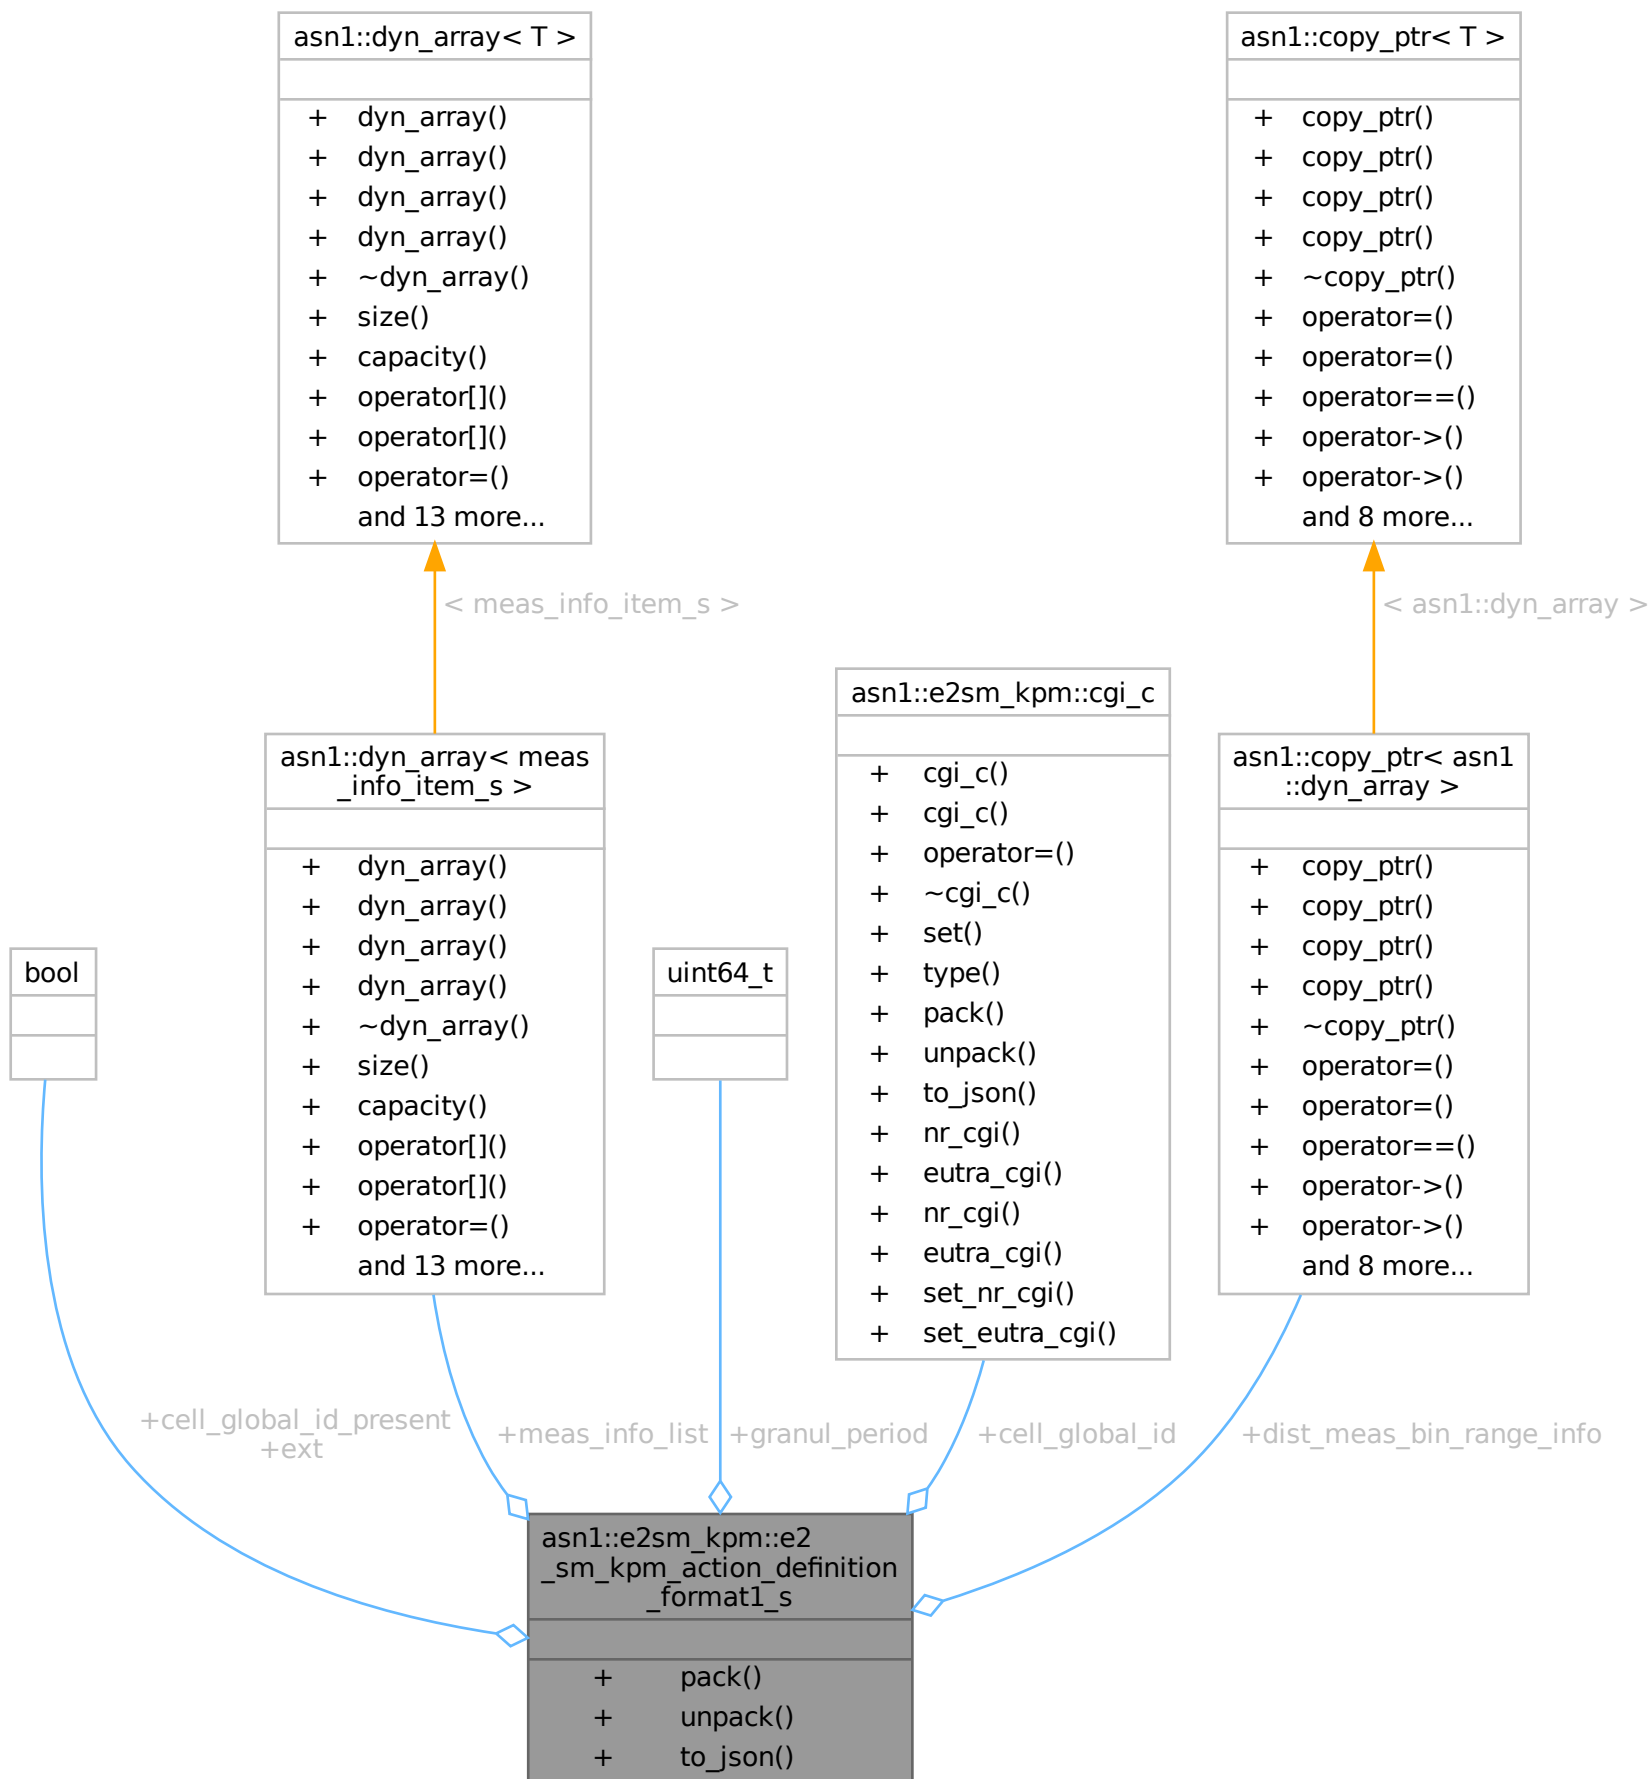 asn1::dyn_array< T >
+ dyn_array()
+ dyn_array()
+ dyn_array()
+ dyn_array()
+ ~dyn_array()
+ size()
+ capacity()
+ operator[]()
+ operator[]()
+ operator=()
and 13 more...
asn1::copy_ptr< T >
+ copy_ptr()
+ copy_ptr()
+ copy_ptr()
+ copy_ptr()
+ ~copy_ptr()
+ operator=()
+ operator=()
+ operator==()
+ operator->()
+ operator->()
and 8 more...
< meas_info_item_s >
< asn1::dyn_array >
asn1::dyn_array< meas
_info_item_s >
+ dyn_array()
+ dyn_array()
+ dyn_array()
+ dyn_array()
+ ~dyn_array()
+ size()
+ capacity()
+ operator[]()
+ operator[]()
+ operator=()
and 13 more...
asn1::e2sm_kpm::cgi_c
+ cgi_c()
+ cgi_c()
+ operator=()
+ ~cgi_c()
+ set()
+ type()
+ pack()
+ unpack()
+ to_json()
+ nr_cgi()
+ eutra_cgi()
+ nr_cgi()
+ eutra_cgi()
+ set_nr_cgi()
+ set_eutra_cgi()
asn1::copy_ptr< asn1
::dyn_array >
+ copy_ptr()
+ copy_ptr()
+ copy_ptr()
+ copy_ptr()
+ ~copy_ptr()
+ operator=()
+ operator=()
+ operator==()
+ operator->()
+ operator->()
and 8 more...
bool
uint64_t
+cell_global_id_present
+ext
+meas_info_list
+granul_period
+cell_global_id
+dist_meas_bin_range_info
asn1::e2sm_kpm::e2
_sm_kpm_action_definition
_format1_s
+ pack()
+ unpack()
+ to_json()